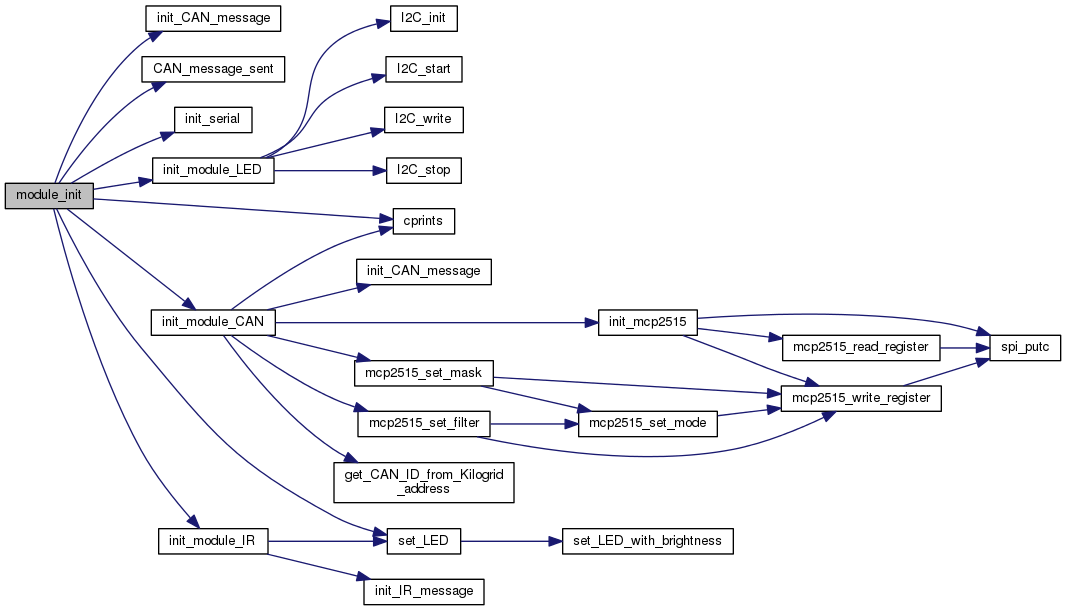 init_CAN_message
CAN_message_sent
init_serial
init_module_LED
module_init
I2C_init
I2C_start
I2C_write
I2C_stop
cprints
init_CAN_message
init_module_CAN
init_mcp2515
mcp2515_read_register
spi_putc
mcp2515_set_mask
mcp2515_write_register
mcp2515_set_filter
mcp2515_set_mode
get_CAN_ID_from_Kilogrid
_address
init_module_IR
set_LED
set_LED_with_brightness
init_IR_message